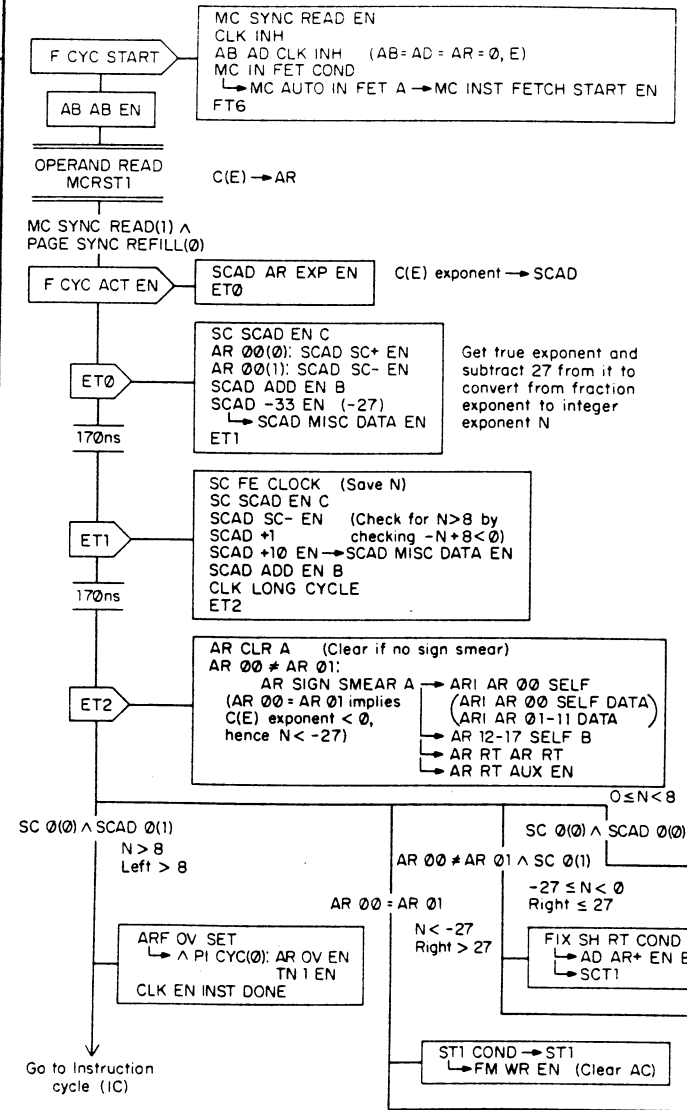 F CYC START
MC SYNC READ EN
CLK INH
AB AD CLK INH (AB=AD=AR=Ø, E)
MC IN FET COND
↳MC AUTO IN FET A →MC INST FETCH START EN
FT6
AB AB EN
OPERAND READ
MCRST1
C(E)→AR
MC SYNC READ(1) ∧
PAGE SYNC REFILL(Ø)
F CYC ACT EN
SCAD AR EXP EN
ETØ
C(E) exponent→SCAD
ETØ
SC SCAD EN C
AR ØØ(Ø): SCAD SC+ EN
AR ØØ(1): SCAD SC- EN
SCAD ADD EN B
SCAD -33 EN (-27)
↳ SCAD MISC DATA EN
ET1
Get true exponent and
subtract 27 from it to
convert from fraction
exponent to integer
exponent N
17Øns
ET1
SC FE CLOCK (Save N)
SC SCAD EN C
SCAD SC- EN (Check for N>8 by
SCAD +1 checking -N+8<Ø)
SCAD +1Ø EN→SCAD MISC DATA EN
SCAD ADD EN B
CLK LONG CYCLE
ET2
17Øns
ET2
AR CLR A (Clear if no sign smear)
AR ØØ ≠ AR Ø1:
AR SIGN SMEAR A → ARI AR ØØ SELF
(AR ØØ = AR Ø1 implies (ARI AR ØØ SELF DATA)
C(E) exponent < Ø, (ARI AR Ø1-11 DATA)
hence N< -27) → AR 12-17 SELF B
↳ AR RT AR RT
↳ AR RT AUX EN
O≤N<8
SC Ø(Ø) ∧ SCAD Ø(1)
N>8
Left > 8
SC Ø(Ø) ∧ SCAD Ø(Ø)
AR ØØ ≠ AR Ø1 ∧ SC Ø(1)
-27 ≤ N< Ø
Right ≤ 27
AR ØØ = AR Ø1
N< -27
Right > 27
ARF OV SET
↳ ∧ PI CYC(Ø): AR OV EN
TN 1 EN
CLK EN INST DONE
FIX SH RT COND
↳AD AR+ EN B
↳SCT1
ST1 COND→ST1
↳FM WR EN (Clear AC)
Go to Instruction
cycle (IC)